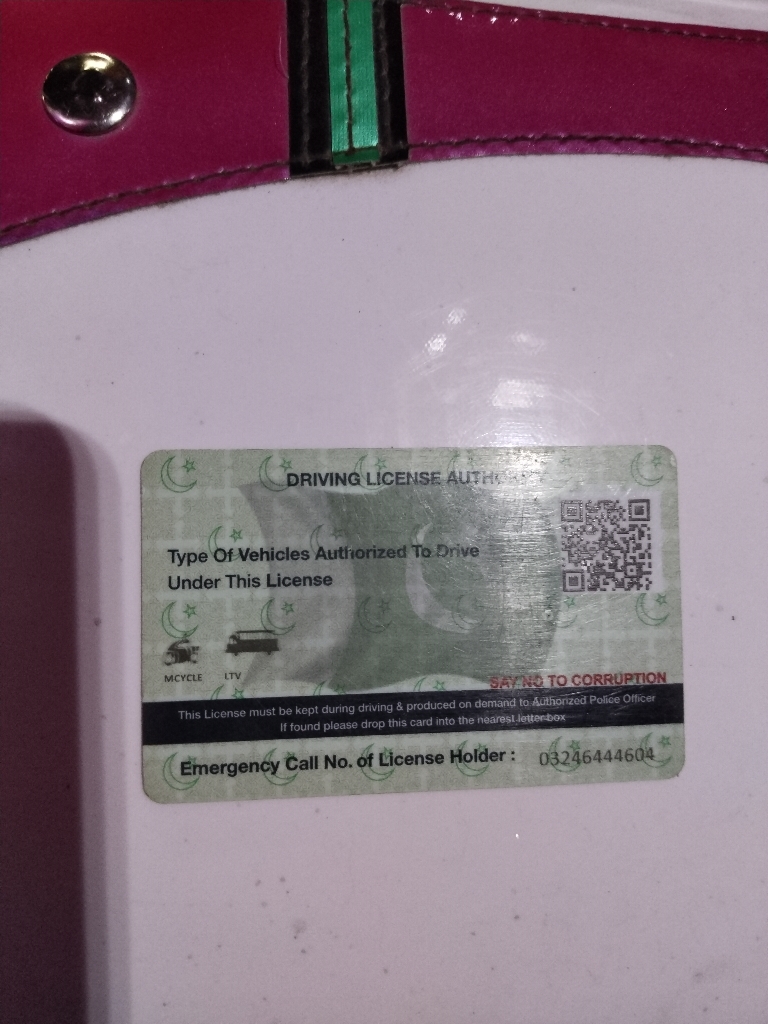 DRIVING LICENSE AUTHORITY
Type Of Vehicles Authorized To Drive
Under This License
MCYCLE LTV
SAY NO TO CORRUPTION
This License must be kept during driving & produced on demand to Authorized Police Officer
If found please drop this card into the nearest letter-box
Emergency Call No. of License Holder : 03246444604